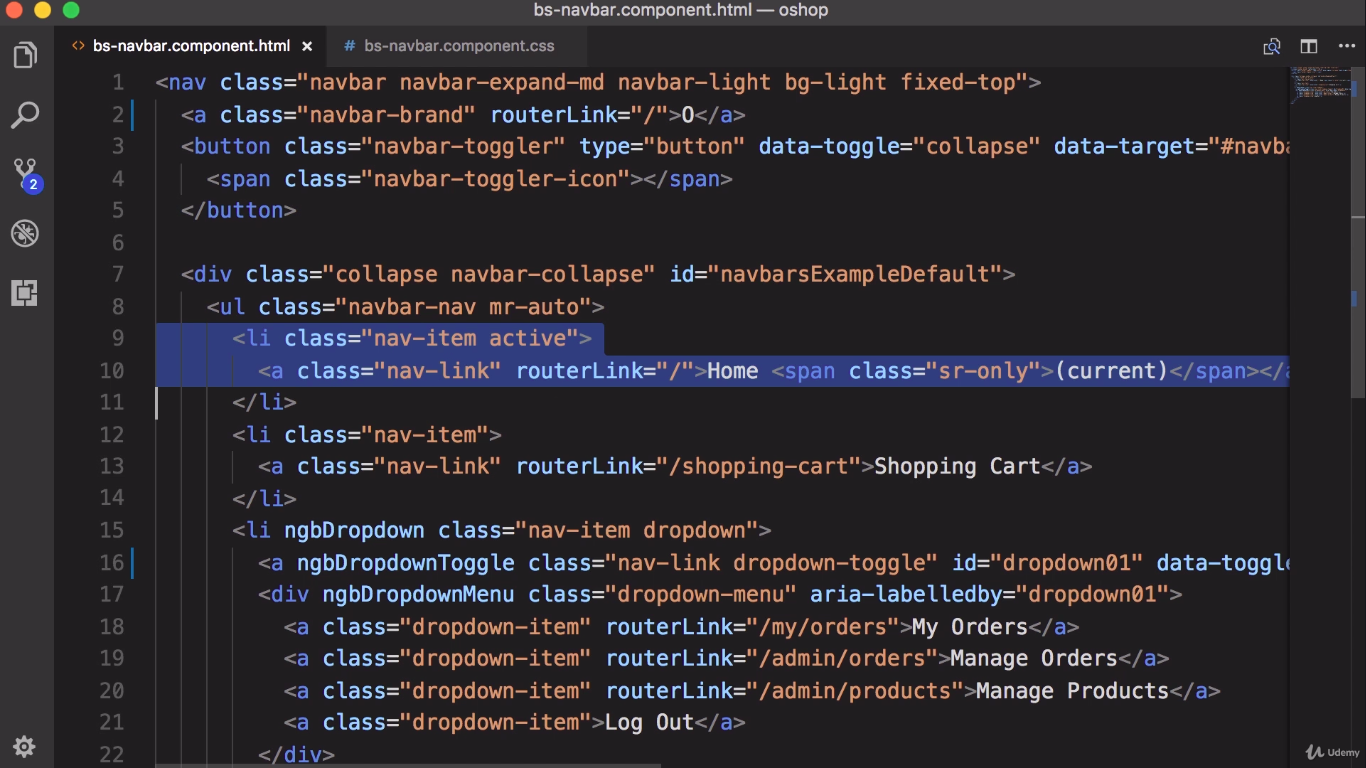 bs-navbar.component.html — oshop
<> bs-navbar.component.html ×
# bs-navbar.component.css
2
1 <nav class="navbar navbar-expand-md navbar-light bg-light fixed-top">
2 <a class="navbar-brand" routerLink="/">O</a>
3 <button class="navbar-toggler" type="button" data-toggle="collapse" data-target="#navba
4 <span class="navbar-toggler-icon"></span>
5 </button>
6
7 <div class="collapse navbar-collapse" id="navbarsExampleDefault">
8 <ul class="navbar-nav mr-auto">
9 <li class="nav-item active">
10 <a class="nav-link" routerLink="/">Home <span class="sr-only">(current)</span></a
11 </li>
12 <li class="nav-item">
13 <a class="nav-link" routerLink="/shopping-cart">Shopping Cart</a>
14 </li>
15 <li ngbDropdown class="nav-item dropdown">
16 <a ngbDropdownToggle class="nav-link dropdown-toggle" id="dropdown01" data-toggle
17 <div ngbDropdownMenu class="dropdown-menu" aria-labelledby="dropdown01">
18 <a class="dropdown-item" routerLink="/my/orders">My Orders</a>
19 <a class="dropdown-item" routerLink="/admin/orders">Manage Orders</a>
20 <a class="dropdown-item" routerLink="/admin/products">Manage Products</a>
21 <a class="dropdown-item">Log Out</a>
22 </div>
Udemy